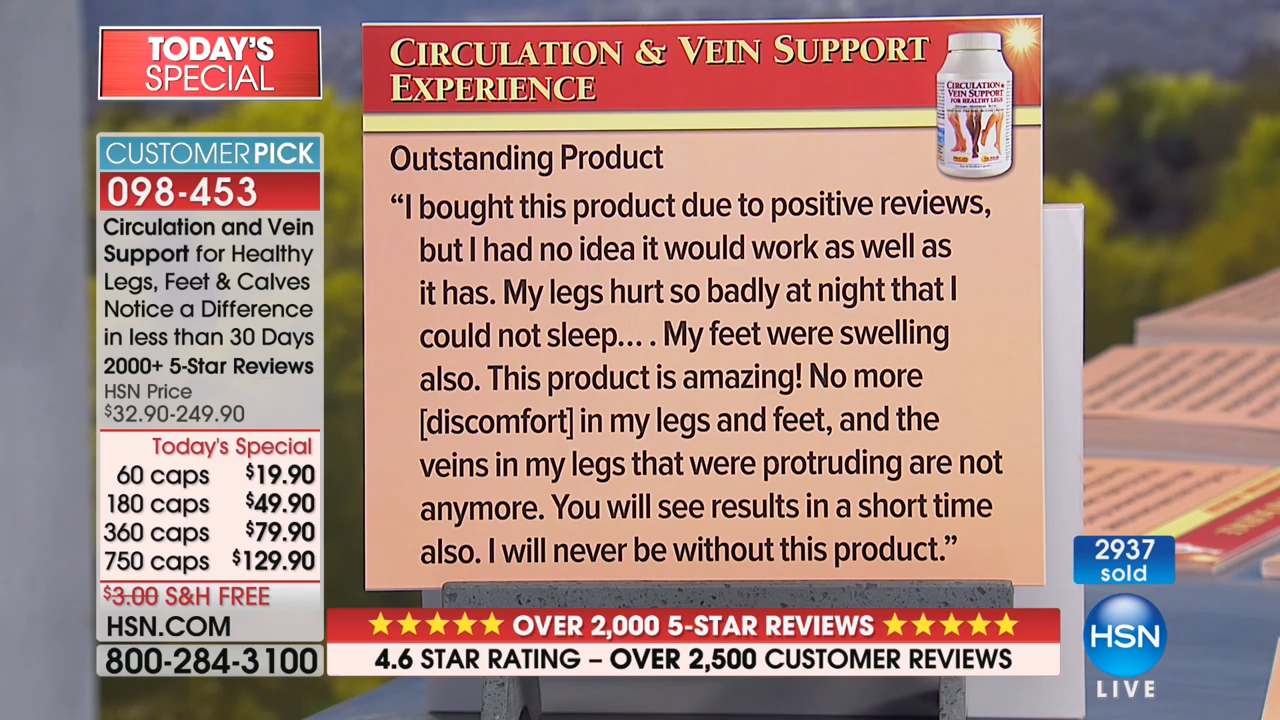 TODAY'S
SPECIAL
CUSTOMER PICK
098-453
Circulation and Vein
Support for Healthy
Legs, Feet & Calves
Notice a Difference
in less than 30 Days
2000+ 5-Star Reviews
HSN Price
$32.90-249.90
Today's Special
60 caps $19.90
180 caps $49.90
360 caps $79.90
750 caps $129.90
$3.00 S&H FREE
HSN.COM
800-284-3100
CIRCULATION & VEIN SUPPORT
EXPERIENCE
CIRCULATION &
VEIN SUPPORT
FOR HEALTHY LEGS
Outstanding Product
“I bought this product due to positive reviews,
but I had no idea it would work as well as
it has. My legs hurt so badly at night that I
could not sleep... . My feet were swelling
also. This product is amazing! No more
[discomfort] in my legs and feet, and the
veins in my legs that were protruding are not
anymore. You will see results in a short time
also. I will never be without this product.”
OVER 2,000 5-STAR REVIEWS
4.6 STAR RATING – OVER 2,500 CUSTOMER REVIEWS
2937
sold
HSN
LIVE